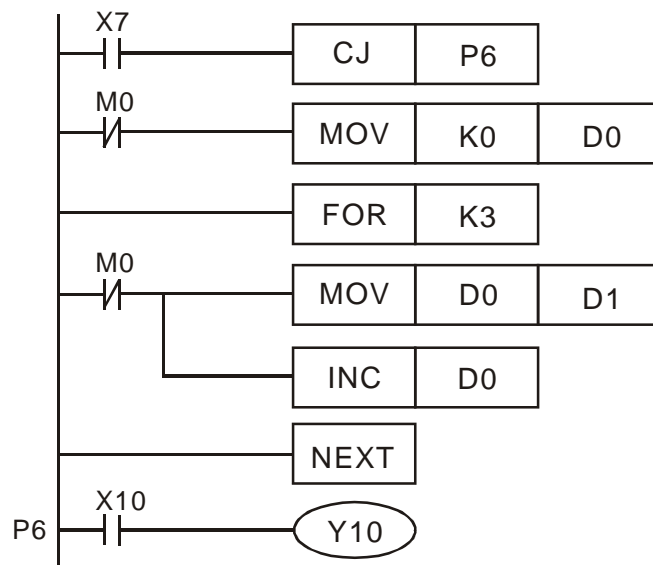 X7
CJ P6
M0
MOV K0 D0
FOR K3
M0
MOV D0 D1
INC D0
NEXT
X10
P6 Y10